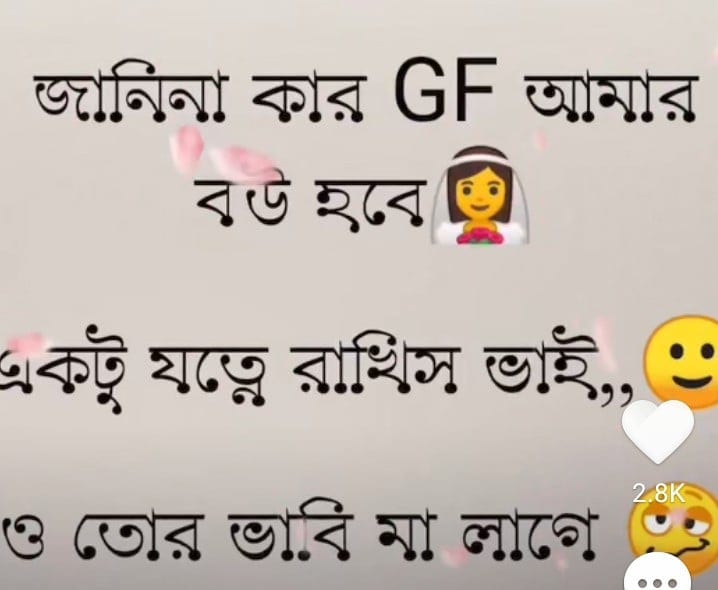 জানিনা কার GF আমার
বউ হবে👰
একটু যত্নে রাখিস ভাই,,🙂
ও তোর ভাবি মা লাগে 🥴
2.8K